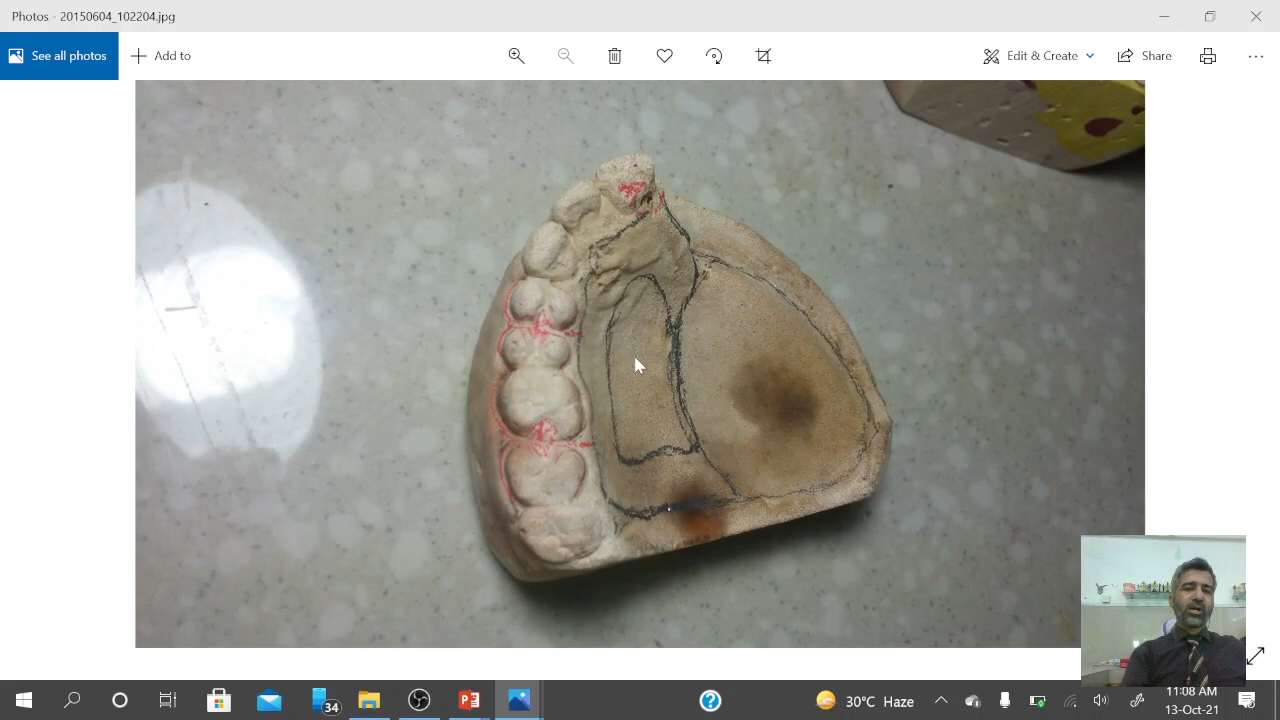 Photos - 20150604_102204.jpg
See all photos
Add to
Edit & Create
Share
34
30°C Haze
11:08 AM
13-Oct-21